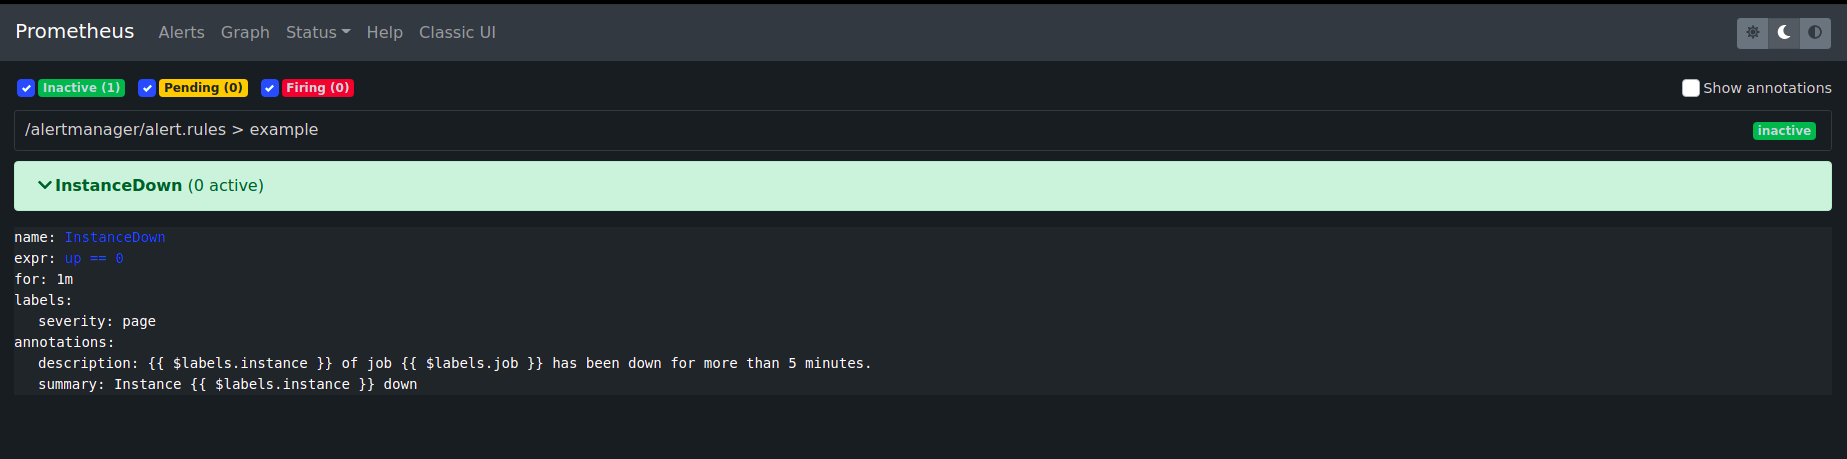 Prometheus Alerts Graph Status Help Classic UI
Inactive (1) Pending (0) Firing (0) Show annotations
/alertmanager/alert.rules > example inactive
InstanceDown (0 active)
name: InstanceDown
expr: up == 0
for: 1m
labels:
severity: page
annotations:
description: {{ $labels.instance }} of job {{ $labels.job }} has been down for more than 5 minutes.
summary: Instance {{ $labels.instance }} down